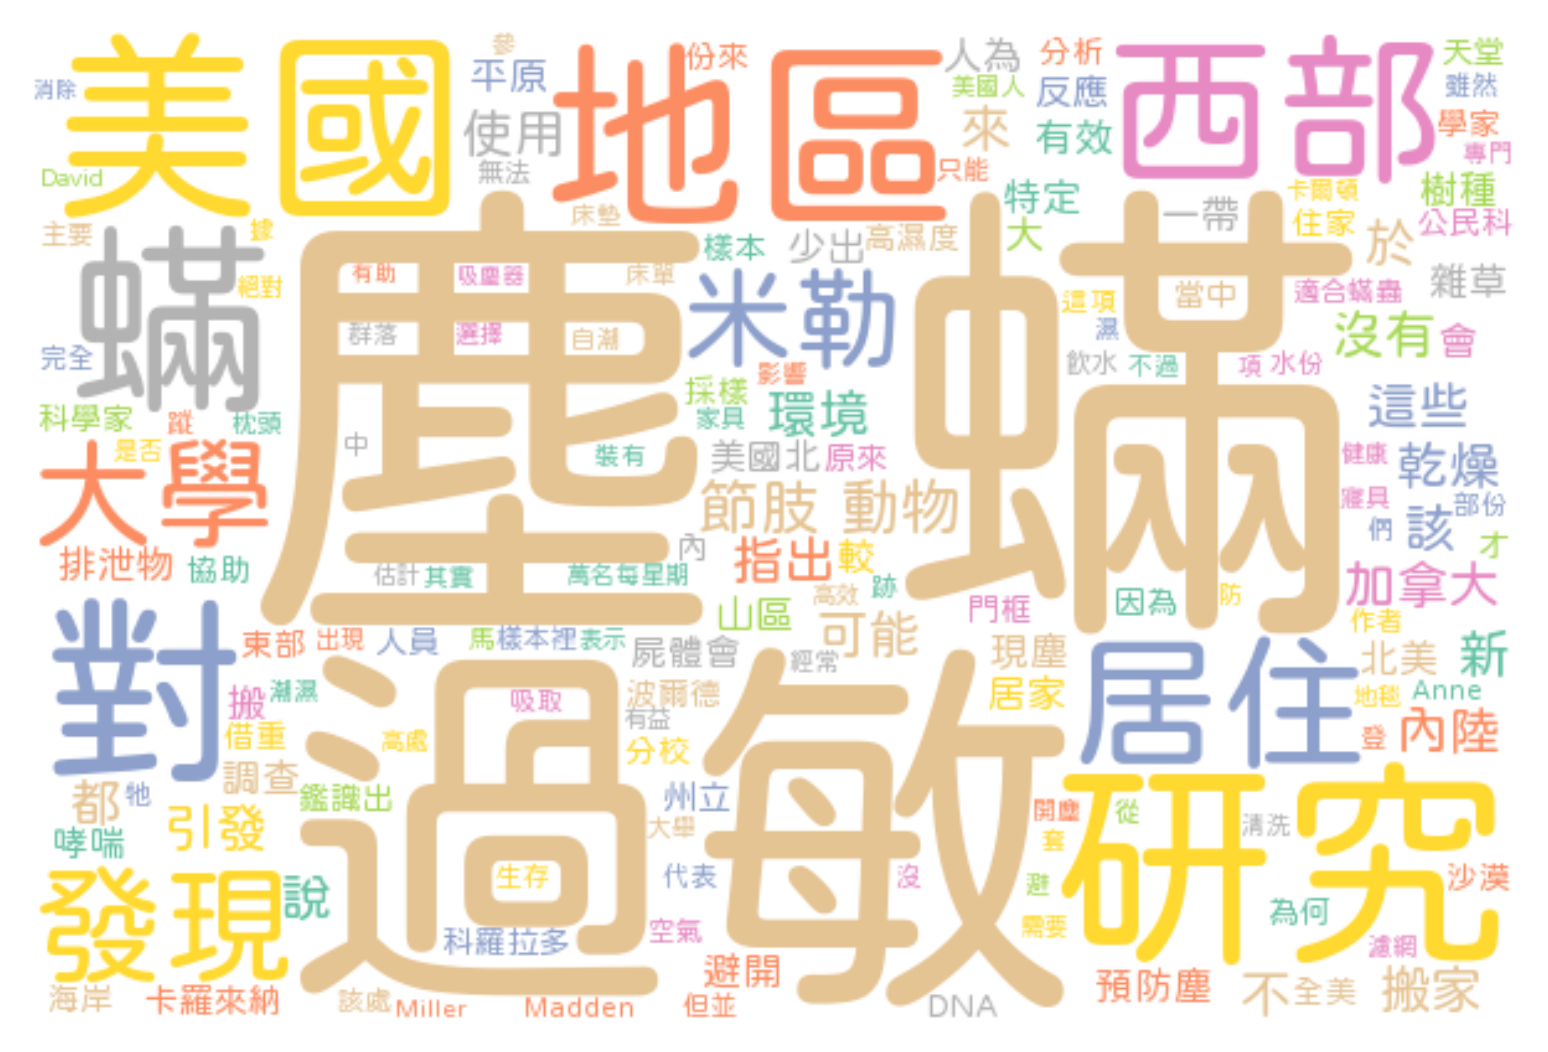 美國
地區
西部
參
份來
人為
分析
天堂
消除
平原
美國人
反應
雖然
使用
來
有效
學家
專門
David
無法
只能
特定
樹種
卡爾頓
主要
據
床墊
樣本
少出
高濕度
大
一帶
住家
於
公民科
蟎
絕對
塵蟎
有助
吸塵器
床單
米勒
這項
當中
適合蟎蟲
雜草
群落
選擇
自潮
濕
沒有
會
完全
影響
飲水
不過
項
水份
科學家
蹤
枕頭
採樣
家具
環境
這些
是否
中
裝有
美國北
原來
健康
乾燥
大學
節肢
動物
寢具
部份
們
該
才
排泄物
協助
估計
其實
萬名每星期
內
指出
較
加拿大
跡
高效
山區
門框
因為
防
作者
對
東部
出現
人員
馬
樣本裡
表示
屍體會
經常
可能
現塵
居住
北美
新
搬
潮濕
過敏
吸取
波爾德
有益
居家
地毯
Anne
借重
高處
分校
登
內陸
調查
鑑識出
州立
研究
都
牠
引發
大學
開塵
從
清洗
哮喘
套
發現
說
生存
代表
沒
避
沙漠
為何
科羅拉多
空氣
需要
濾網
海岸
卡羅來納
該處
Miller
Madden
避開
但並
DNA
預防塵
不
全美
搬家